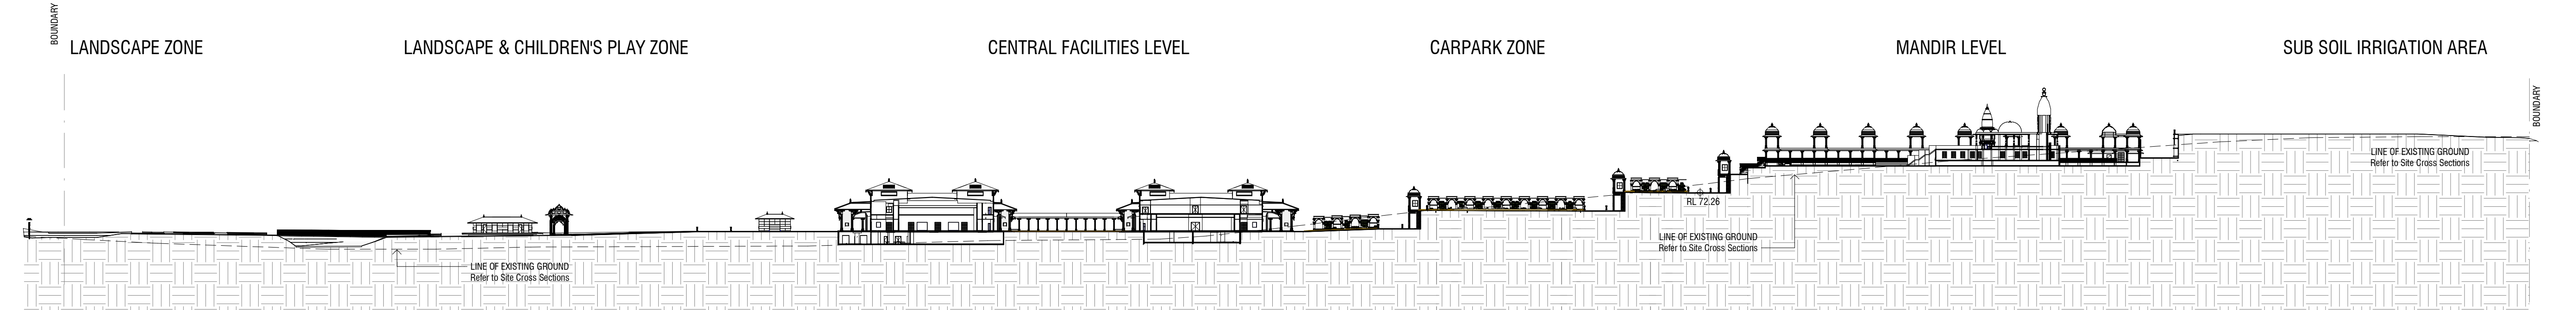 BOUNDARY
LANDSCAPE ZONE
LANDSCAPE & CHILDREN'S PLAY ZONE
CENTRAL FACILITIES LEVEL
CARPARK ZONE
MANDIR LEVEL
SUB SOIL IRRIGATION AREA
BOUNDARY
LINE OF EXISTING GROUND
Refer to Site Cross Sections
RL 72.26
LINE OF EXISTING GROUND
Refer to Site Cross Sections
LINE OF EXISTING GROUND
Refer to Site Cross Sections